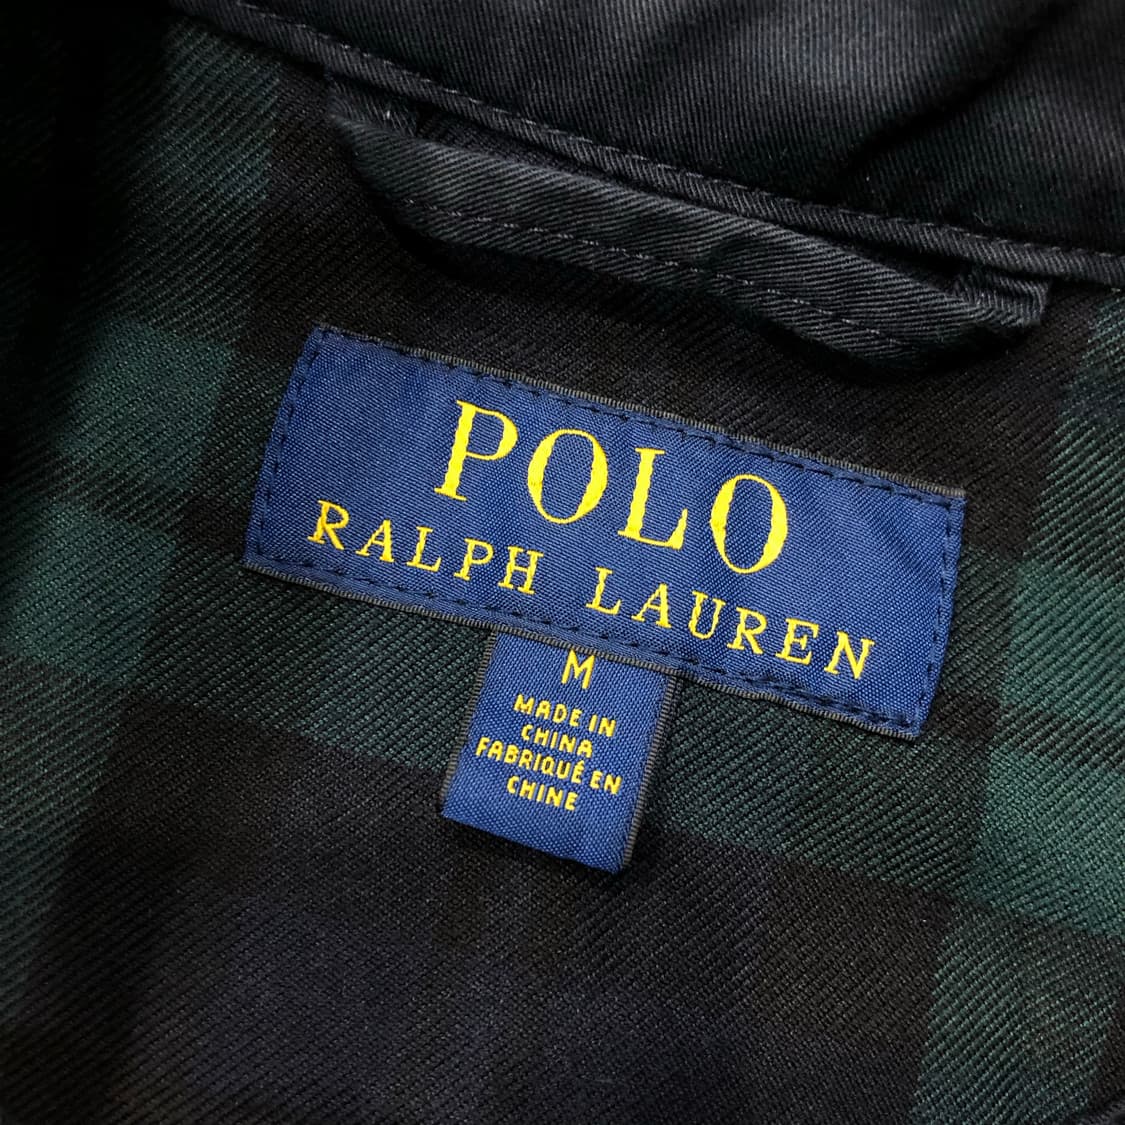 POLO
RALPH LAUREN
M
MADE IN
CHINA
FABRIQUÉ EN
CHINE